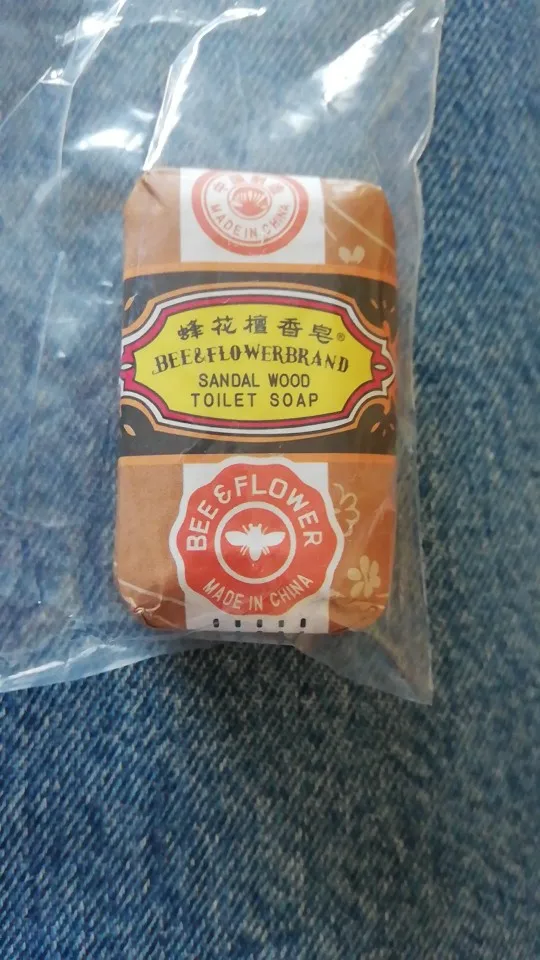 MADE IN CHINA
蜂花檀香皂®
BEE&FLOWERBRAND
SANDAL WOOD
TOILET SOAP
BEE & FLOWER
MADE IN CHINA